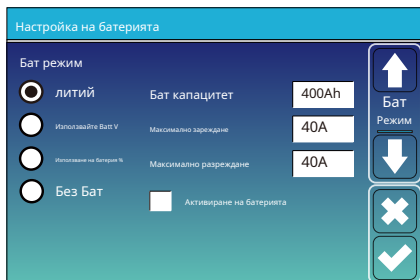 Настройка на батерията
Бат режим
литий
Използвайте Batt V
Използване на батерия %
Без Бат
Бат капацитет
400Ah
Максимално зареждане
40A
Максимално разреждане
40A
Активиране на батерията
Бат
Режим